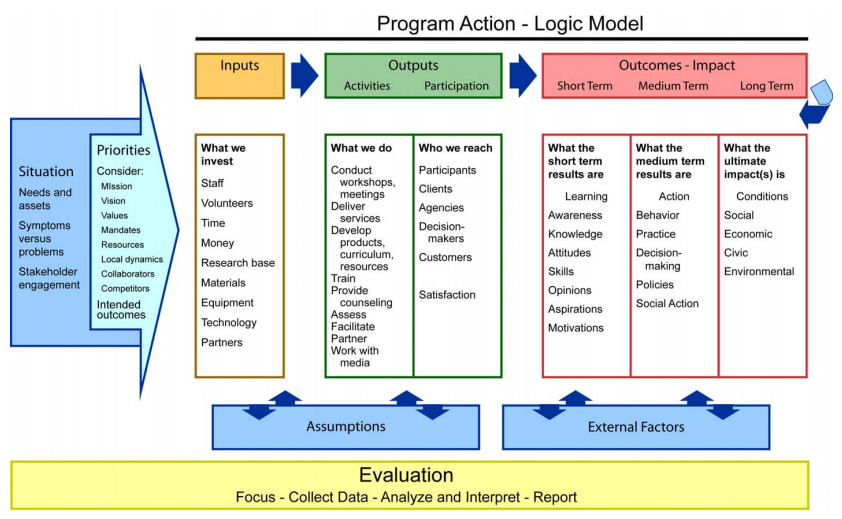 Program Action - Logic Model
Inputs
Outputs
Activities Participation
Outcomes - Impact
Short Term Medium Term Long Term
Situation
Needs and
assets
Symptoms
versus
problems
Stakeholder
engagement
Priorities
Consider:
MIssion
Vision
Values
Mandates
Resources
Local dynamics
Collaborators
Competitors
Intended
outcomes
What we
invest
Staff
Volunteers
Time
Money
Research base
Materials
Equipment
Technology
Partners
What we do
Conduct
workshops,
meetings
Deliver
services
Develop
products,
curriculum,
resources
Train
Provide
counseling
Assess
Facilitate
Partner
Work with
media
Who we reach
Participants
Clients
Agencies
Decision-
makers
Customers
Satisfaction
What the
short term
results are
Learning
Awareness
Knowledge
Attitudes
Skills
Opinions
Aspirations
Motivations
What the
medium term
results are
Action
Behavior
Practice
Decision-
making
Policies
Social Action
What the
ultimate
impact(s) is
Conditions
Social
Economic
Civic
Environmental
Assumptions
External Factors
Evaluation
Focus - Collect Data - Analyze and Interpret - Report